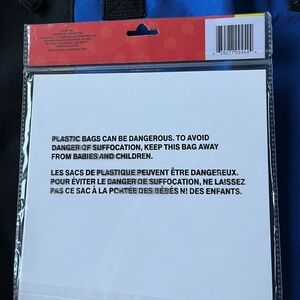 PLASTIC BAGS CAN BE DANGEROUS. TO AVOID
DANGER OF SUFFOCATION, KEEP THIS BAG AWAY
FROM BABIES AND CHILDREN.
LES SACS DE PLASTIQUE PEUVENT ÊTRE DANGEREUX.
POUR ÉVITER LE DANGER DE SUFFOCATION, NE LAISSEZ
PAS CE SAC À LA PORTÉE DES BÉBÉS NI DES ENFANTS.